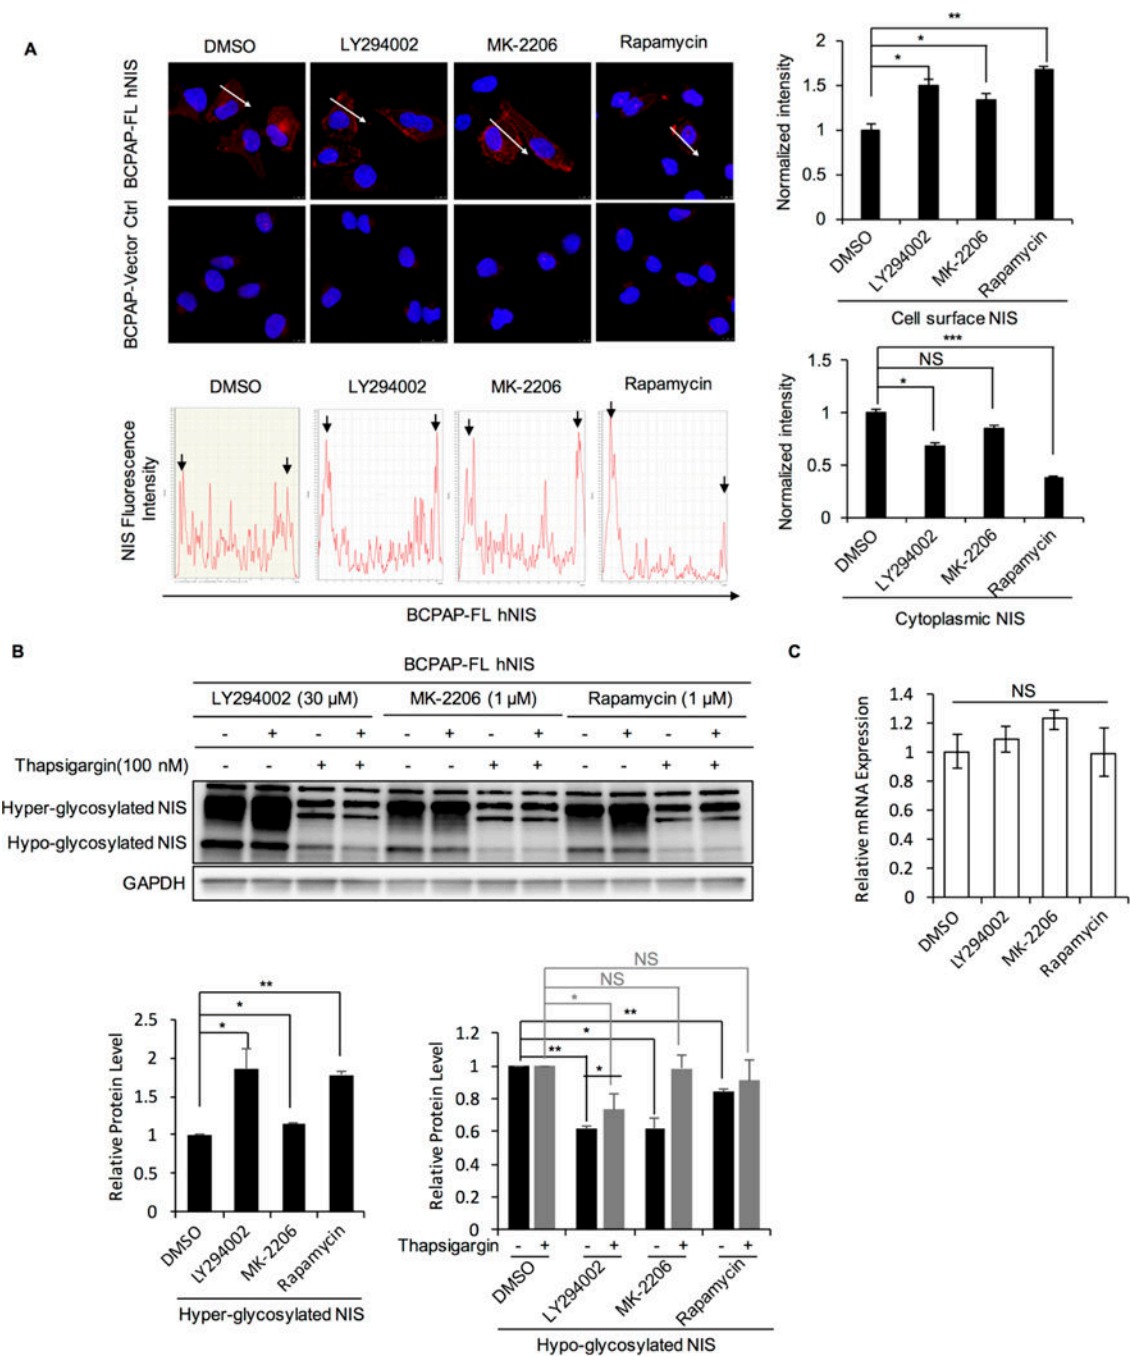 A
DMSO LY294002 MK-2206 Rapamycin
BCPAP-FL hNIS
BCPAP-Vector Ctrl
DMSO LY294002 MK-2206 Rapamycin
NIS Fluorescence
Intensity
BCPAP-FL hNIS
**
*
*
Normalized intensity
2
1.5
1
0.5
0
DMSO LY294002 MK-2206 Rapamycin
Cell surface NIS
***
NS
*
Normalized intensity
1.5
1
0.5
0
DMSO LY294002 MK-2206 Rapamycin
Cytoplasmic NIS
B
BCPAP-FL hNIS
LY294002 (30 µM) MK-2206 (1 µM) Rapamycin (1 µM)
- + - + - + - + - + - +
Thapsigargin(100 nM) - - + + - - + + - - + +
Hyper-glycosylated NIS
Hypo-glycosylated NIS
GAPDH
C
NS
Relative mRNA Expression
1.4
1.2
1
0.8
0.6
0.4
0.2
0
DMSO LY294002 MK-2206 Rapamycin
**
*
*
Relative Protein Level
2.5
2
1.5
1
0.5
0
DMSO LY294002 MK-2206 Rapamycin
Hyper-glycosylated NIS
NS
NS
*
**
*
**
*
Relative Protein Level
1.2
1
0.8
0.6
0.4
0.2
0
Thapsigargin - + - + - + - +
DMSO LY294002 MK-2206 Rapamycin
Hypo-glycosylated NIS